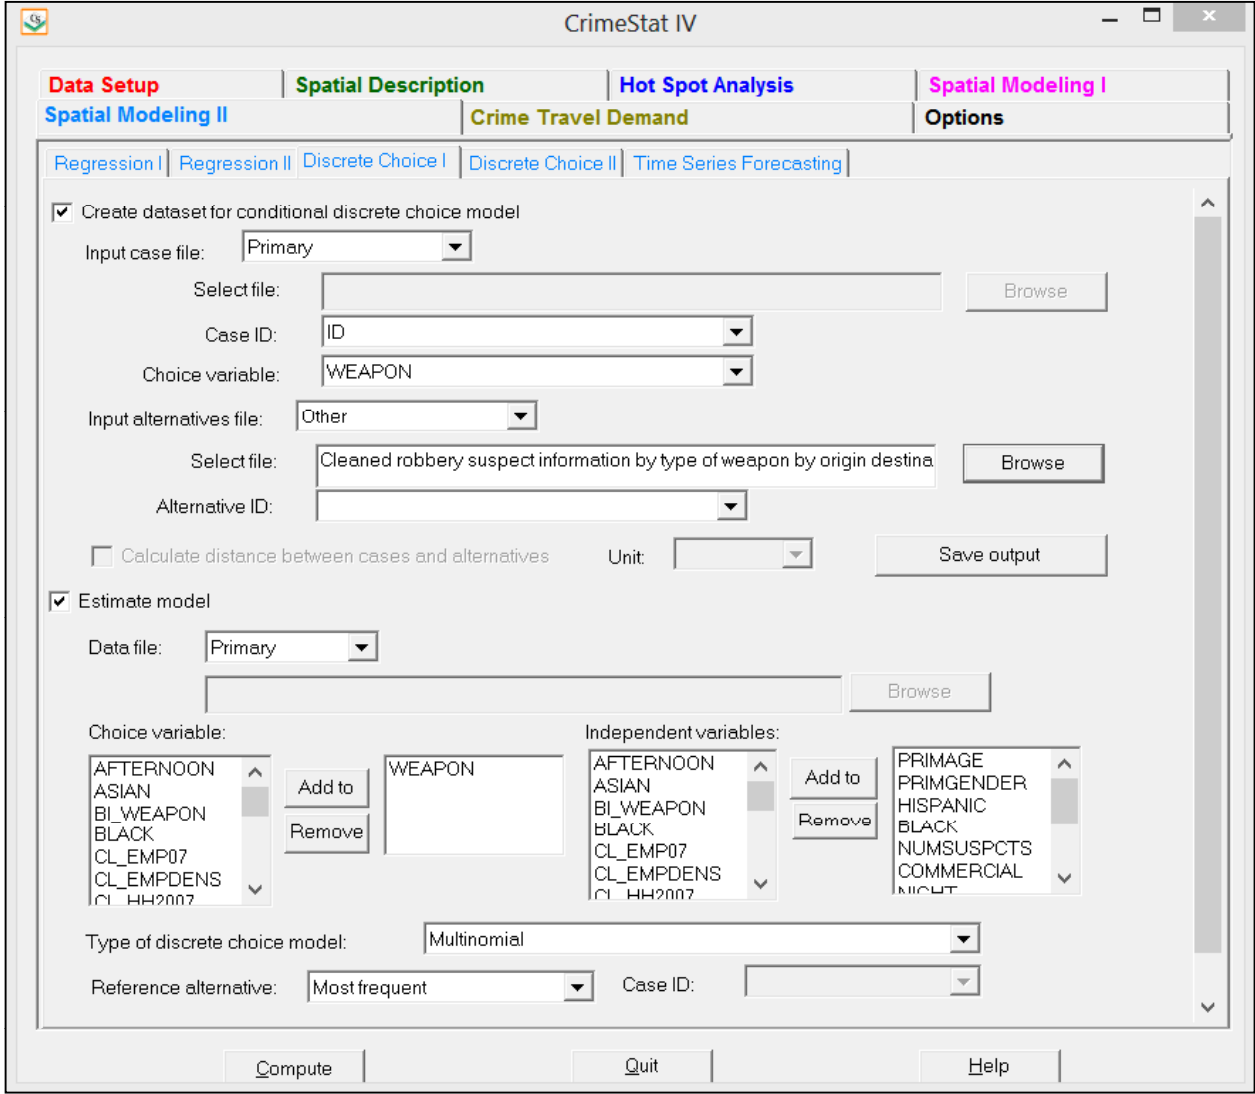 CrimeStat IV
Data Setup
Spatial Description
Hot Spot Analysis
Spatial Modeling I
Spatial Modeling II
Crime Travel Demand
Options
Regression I
Regression II
Discrete Choice I
Discrete Choice II
Time Series Forecasting
Create dataset for conditional discrete choice model
Input case file: Primary
Select file: Browse
Case ID: ID
Choice variable: WEAPON
Input alternatives file: Other
Select file: Cleaned robbery suspect information by type of weapon by origin destina Browse
Alternative ID:
Calculate distance between cases and alternatives Unit: Save output
Estimate model
Data file: Primary
Browse
Choice variable:
AFTERNOON
ASIAN
BI_WEAPON
BLACK
CL_EMP07
CL_EMPDENS
CL_HH2007
Add to
Remove
WEAPON
Independent variables:
AFTERNOON
ASIAN
BI_WEAPON
BLACK
CL_EMP07
CL_EMPDENS
CL_HH2007
Add to
Remove
PRIMAGE
PRIMGENDER
HISPANIC
BLACK
NUMSUSPCTS
COMMERCIAL
NIGHT
Type of discrete choice model: Multinomial
Reference alternative: Most frequent Case ID:
Compute
Quit
Help